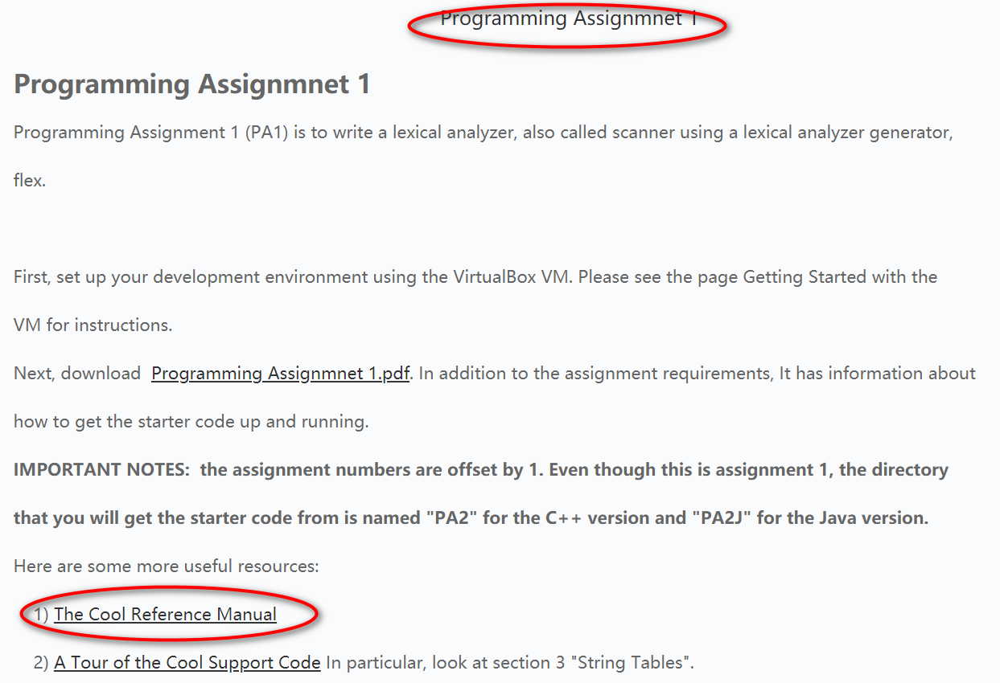 Programming Assignmnet 1
Programming Assignmnet 1
Programming Assignment 1 (PA1) is to write a lexical analyzer, also called scanner using a lexical analyzer generator,
flex.
First, set up your development environment using the VirtualBox VM. Please see the page Getting Started with the
VM for instructions.
Next, download Programming Assignmnet 1.pdf. In addition to the assignment requirements, It has information about
how to get the starter code up and running.
IMPORTANT NOTES: the assignment numbers are offset by 1. Even though this is assignment 1, the directory
that you will get the starter code from is named "PA2" for the C++ version and "PA2J" for the Java version.
Here are some more useful resources:
1) The Cool Reference Manual
2) A Tour of the Cool Support Code In particular, look at section 3 "String Tables".